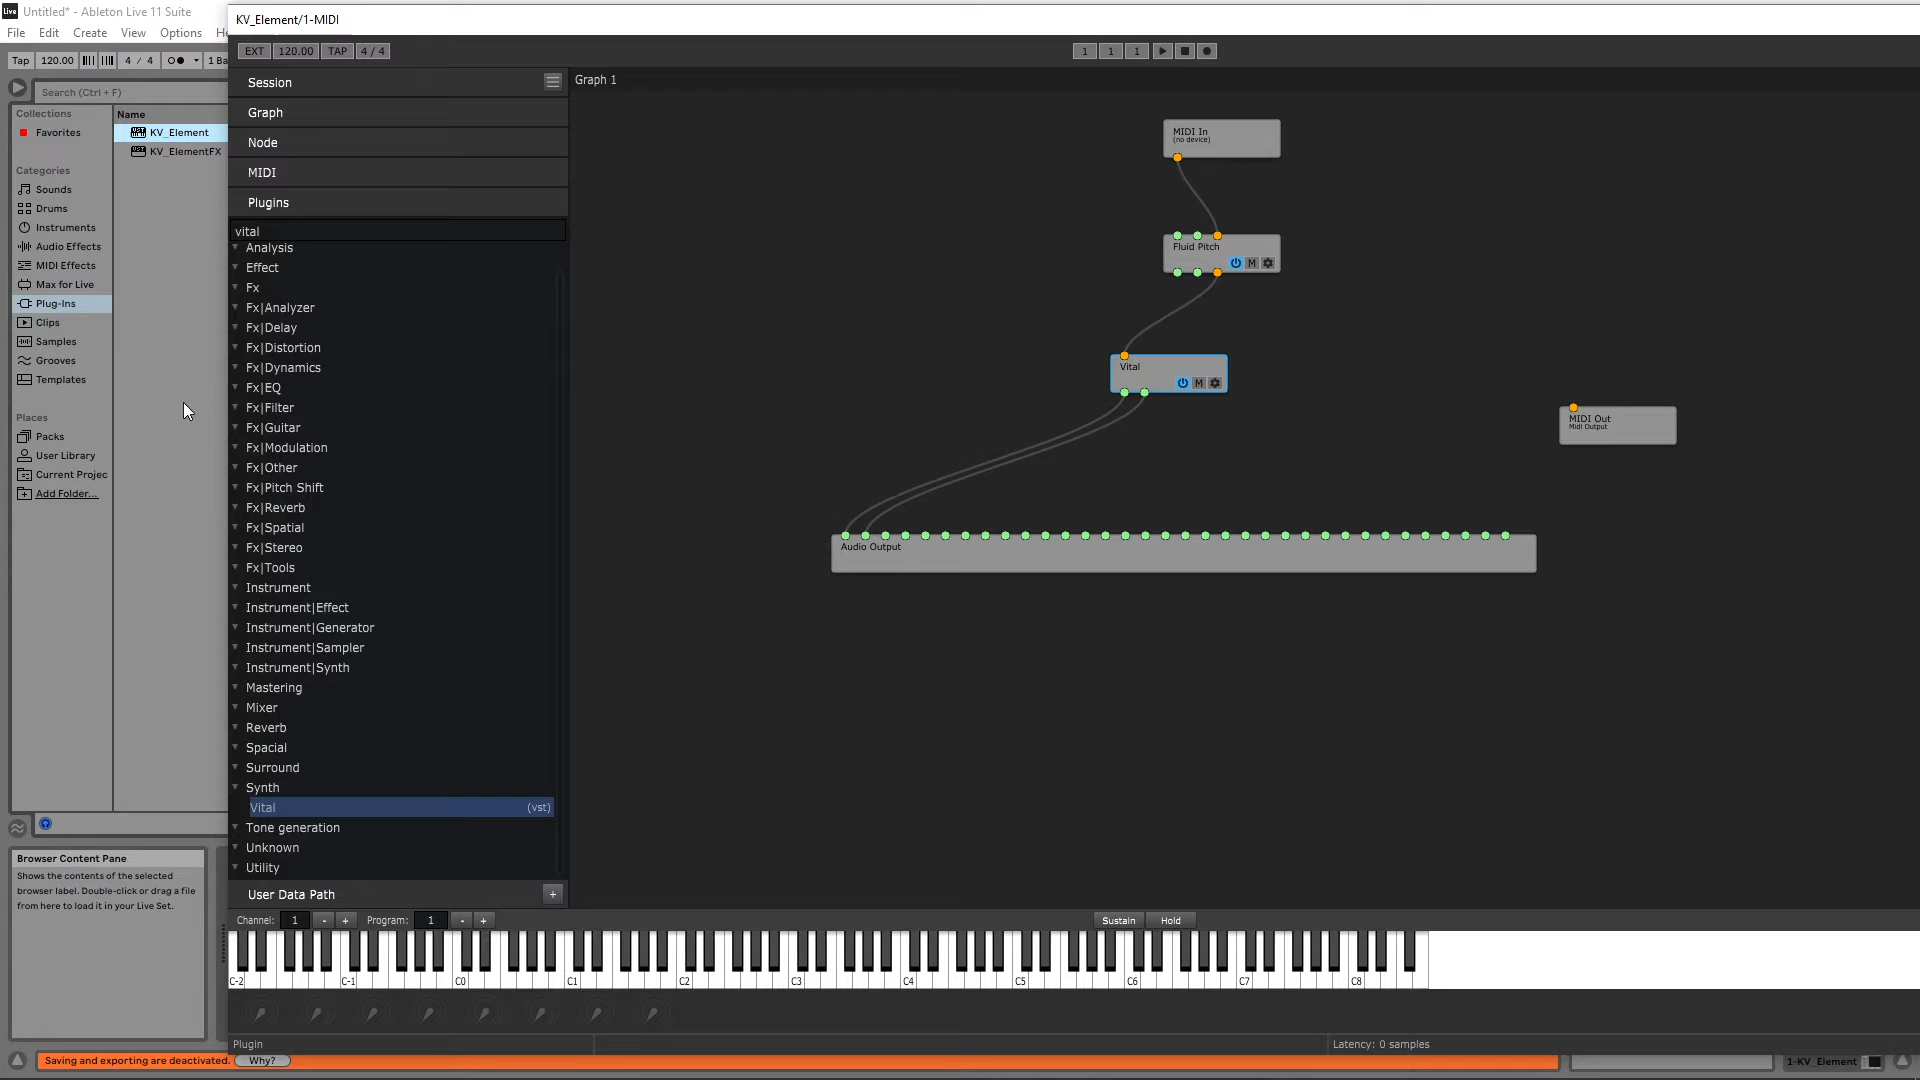 Live
Untitled* - Ableton Live 11 Suite
KV_Element/1-MIDI
File Edit Create View Options He
EXT 120.00 TAP 4 / 4
1 1 1
Tap 120.00 4 / 4 1 Ba
Session
Graph 1
Search (Ctrl + F)
Collections
Name
Favorites
KV_Element
KV_ElementFX
Graph
Node
MIDI
Plugins
vital
Categories
Sounds
Drums
Instruments
Audio Effects
MIDI Effects
Max for Live
Plug-Ins
Clips
Samples
Grooves
Templates
Places
Packs
User Library
Current Projec
Add Folder...
Analysis
Effect
Fx
Fx|Analyzer
Fx|Delay
Fx|Distortion
Fx|Dynamics
Fx|EQ
Fx|Filter
Fx|Guitar
Fx|Modulation
Fx|Other
Fx|Pitch Shift
Fx|Reverb
Fx|Spatial
Fx|Stereo
Fx|Tools
Instrument
Instrument|Effect
Instrument|Generator
Instrument|Sampler
Instrument|Synth
Mastering
Mixer
Reverb
Spacial
Surround
Synth
Vital (vst)
Tone generation
Unknown
Utility
User Data Path +
MIDI In
(no device)
Fluid Pitch
M
Vital
M
MIDI Out
Midi Output
Audio Output
Browser Content Pane
Shows the contents of the selected
browser label. Double-click or drag a file
from here to load it in your Live Set.
Channel: 1 - + Program: 1 - + Sustain Hold
C-2 C-1 C0 C1 C2 C3 C4 C5 C6 C7 C8
Plugin
Latency: 0 samples
Saving and exporting are deactivated. Why?
1-KV_Element